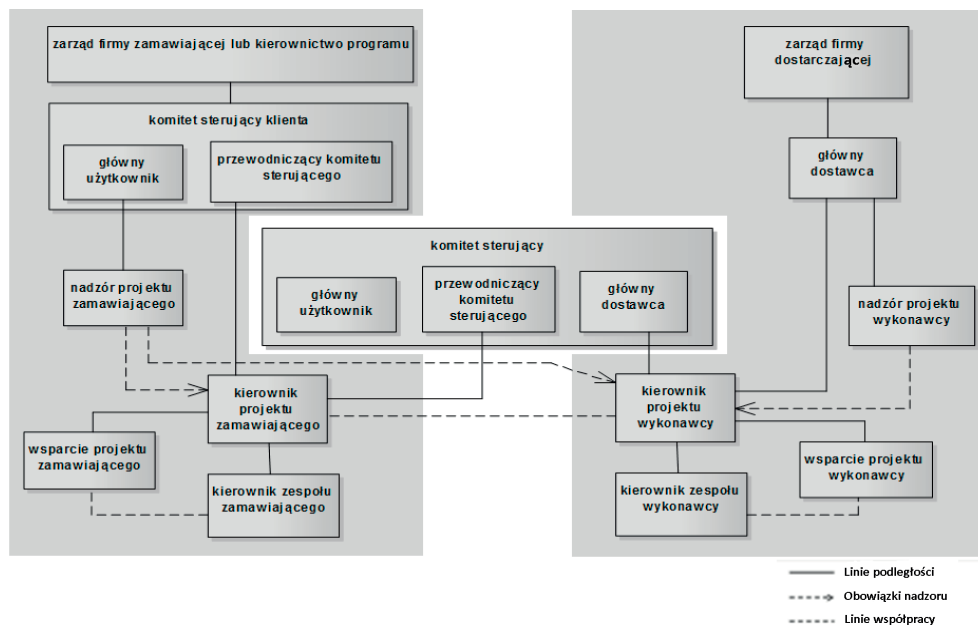 zarząd firmy zamawiającej lub kierownictwo programu
komitet sterujący klienta
główny
użytkownik
przewodniczący komitetu
sterującego
nadzór projektu
zamawiającego
kierownik
projektu
zamawiającego
wsparcie projektu
zamawiającego
kierownik zespołu
zamawiającego
komitet sterujący
główny
użytkownik
przewodniczący
komitetu
sterującego
główny
dostawca
zarząd firmy
dostarczającej
główny
dostawca
nadzór projektu
wykonawcy
kierownik
projektu
wykonawcy
wsparcie projektu
wykonawcy
kierownik zespołu
wykonawcy
Linie podległości
Obowiązki nadzoru
Linie współpracy